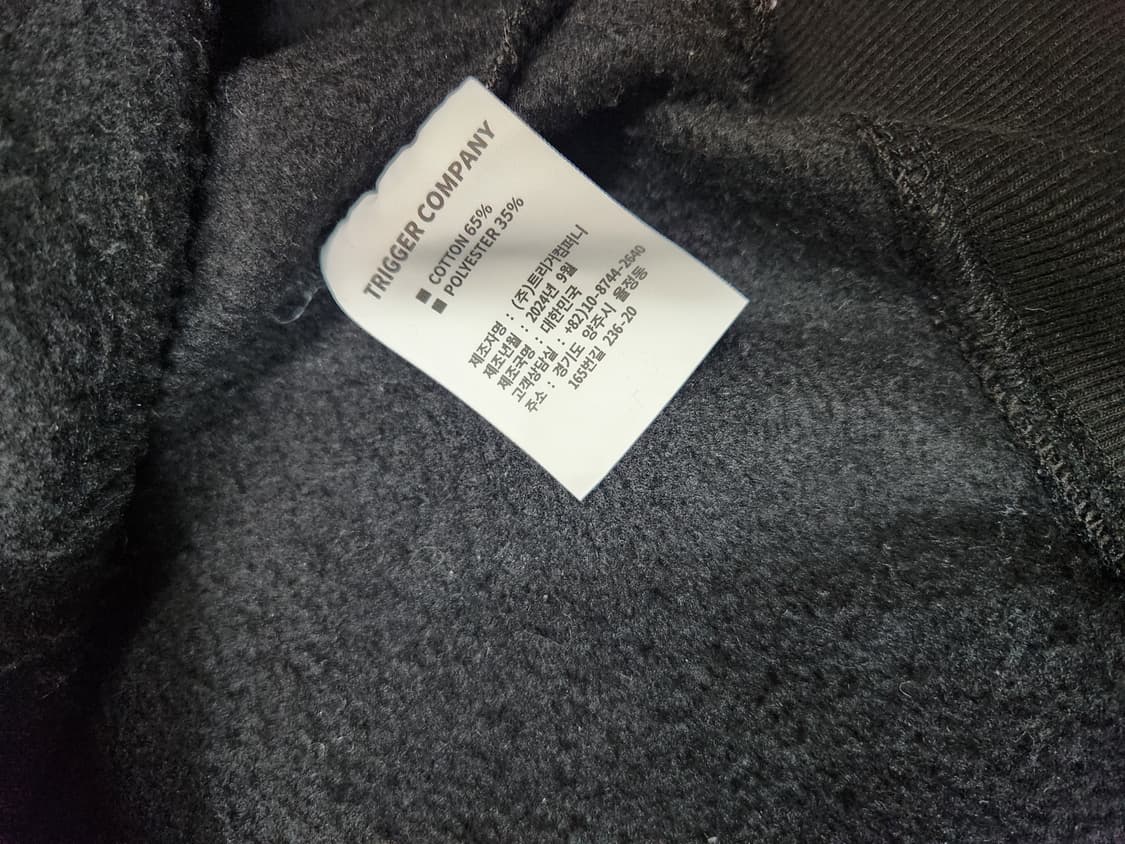 TRIGGER COMPANY
■ COTTON 65%
■ POLYESTER 35%
제조자명 : (주)트리거컴퍼니
제조년월 : 2024년 9월
제조국명 : 대한민국
고객상담실 : +82)10-8744-2640
주소 : 경기도 양주시 율정동
165번길 236-20